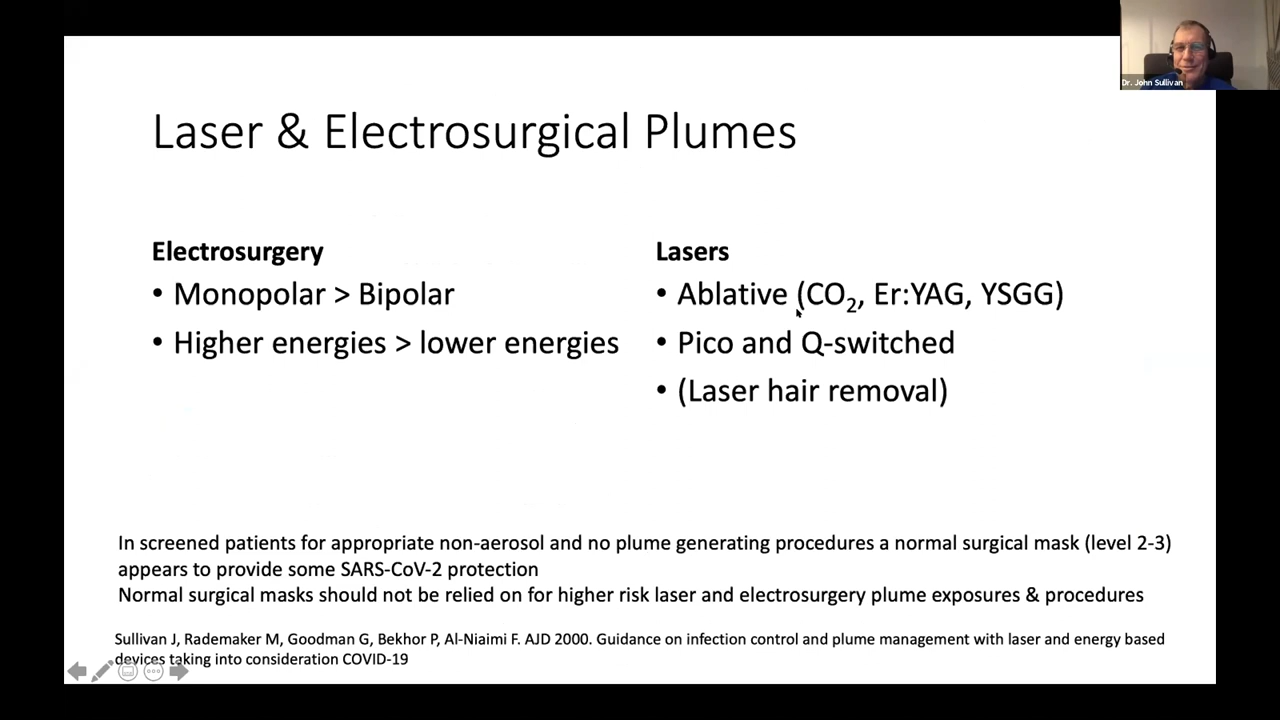 Dr. John Sullivan
Laser & Electrosurgical Plumes
Electrosurgery
• Monopolar > Bipolar
• Higher energies > lower energies
Lasers
• Ablative (CO₂, Er:YAG, YSGG)
• Pico and Q-switched
• (Laser hair removal)
In screened patients for appropriate non-aerosol and no plume generating procedures a normal surgical mask (level 2-3)
appears to provide some SARS-CoV-2 protection
Normal surgical masks should not be relied on for higher risk laser and electrosurgery plume exposures & procedures
Sullivan J, Rademaker M, Goodman G, Bekhor P, Al-Niaimi F. AJD 2000. Guidance on infection control and plume management with laser and energy based
devices taking into consideration COVID-19